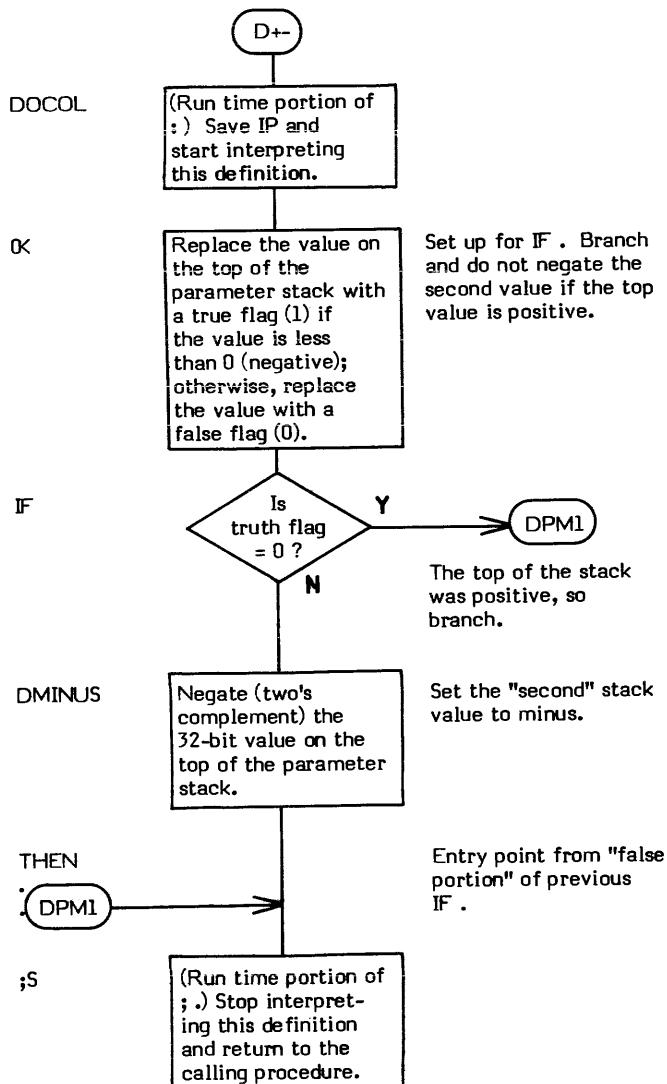 D+-
DOCOL
(Run time portion of
: ) Save IP and
start interpreting
this definition.
0<
Replace the value on
the top of the
parameter stack with
a true flag (1) if
the value is less
than 0 (negative);
otherwise, replace
the value with a
false flag (0).
Set up for IF . Branch
and do not negate the
second value if the top
value is positive.
IF
Is
truth flag
= 0 ?
Y
DPM1
N
The top of the stack
was positive, so
branch.
DMINUS
Negate (two's
complement) the
32-bit value on the
top of the parameter
stack.
Set the "second" stack
value to minus.
THEN
:
DPM1
Entry point from "false
portion" of previous
IF .
;S
(Run time portion of
; .) Stop interpret-
ing this definition
and return to the
calling procedure.